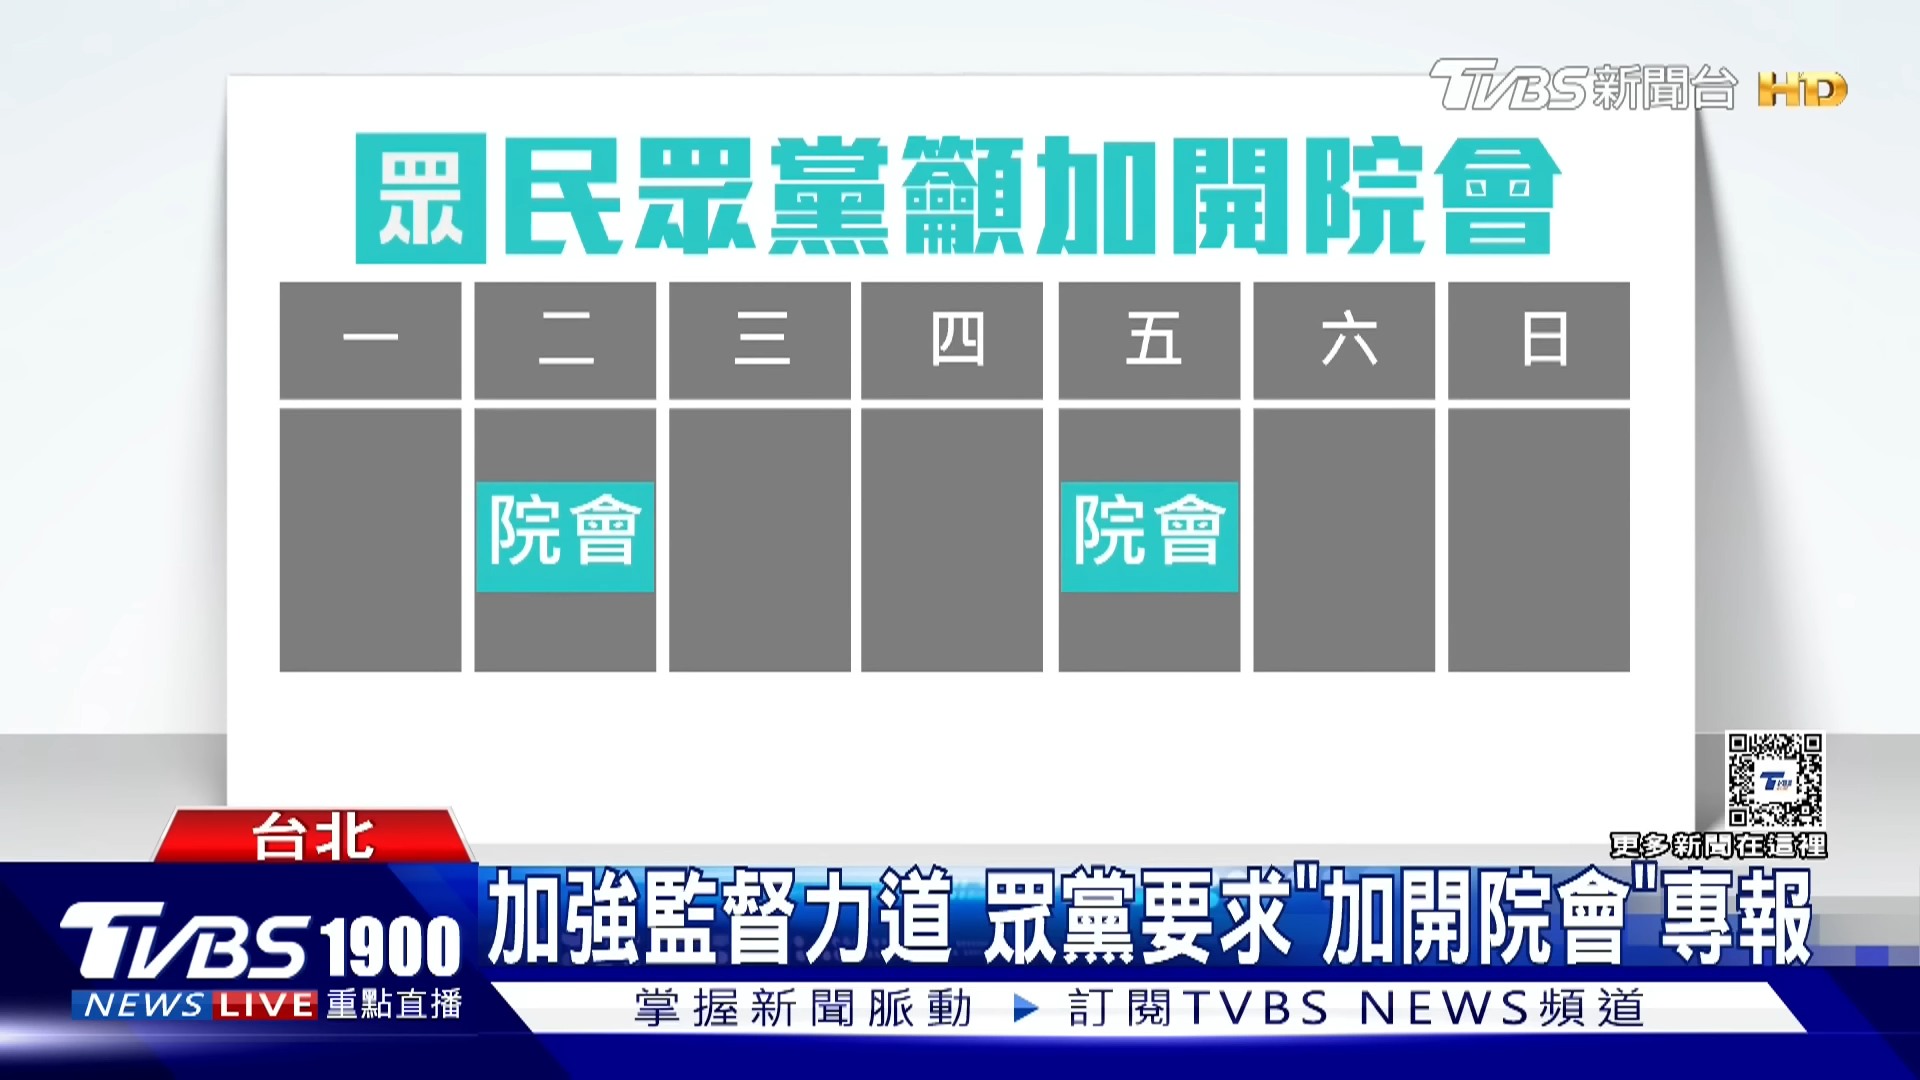 TVBS新聞台 HD
眾 民眾黨籲加開院會
一 二 三 四 五 六 日
院會 院會
更多新聞在這裡
台北
加強監督力道 眾黨要求"加開院會"專報
TVBS 1900
NEWS LIVE 重點直播
掌握新聞脈動 ▶ 訂閱TVBS NEWS頻道